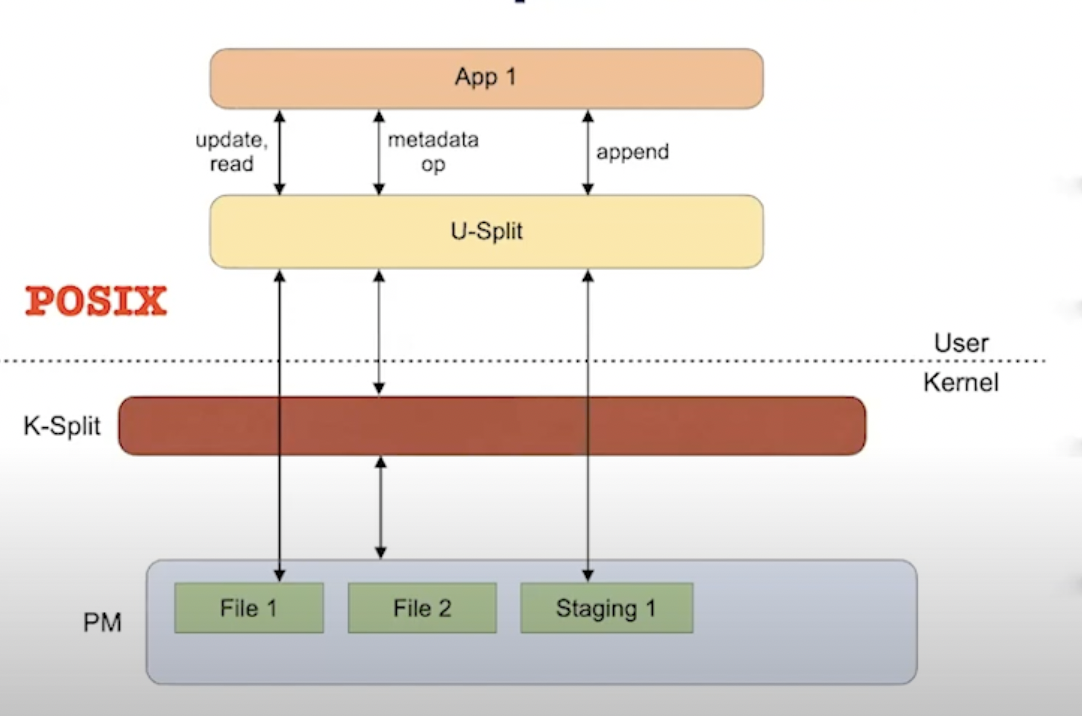 App 1
update,
read
metadata
op
append
U-Split
POSIX
User
Kernel
K-Split
PM
File 1
File 2
Staging 1